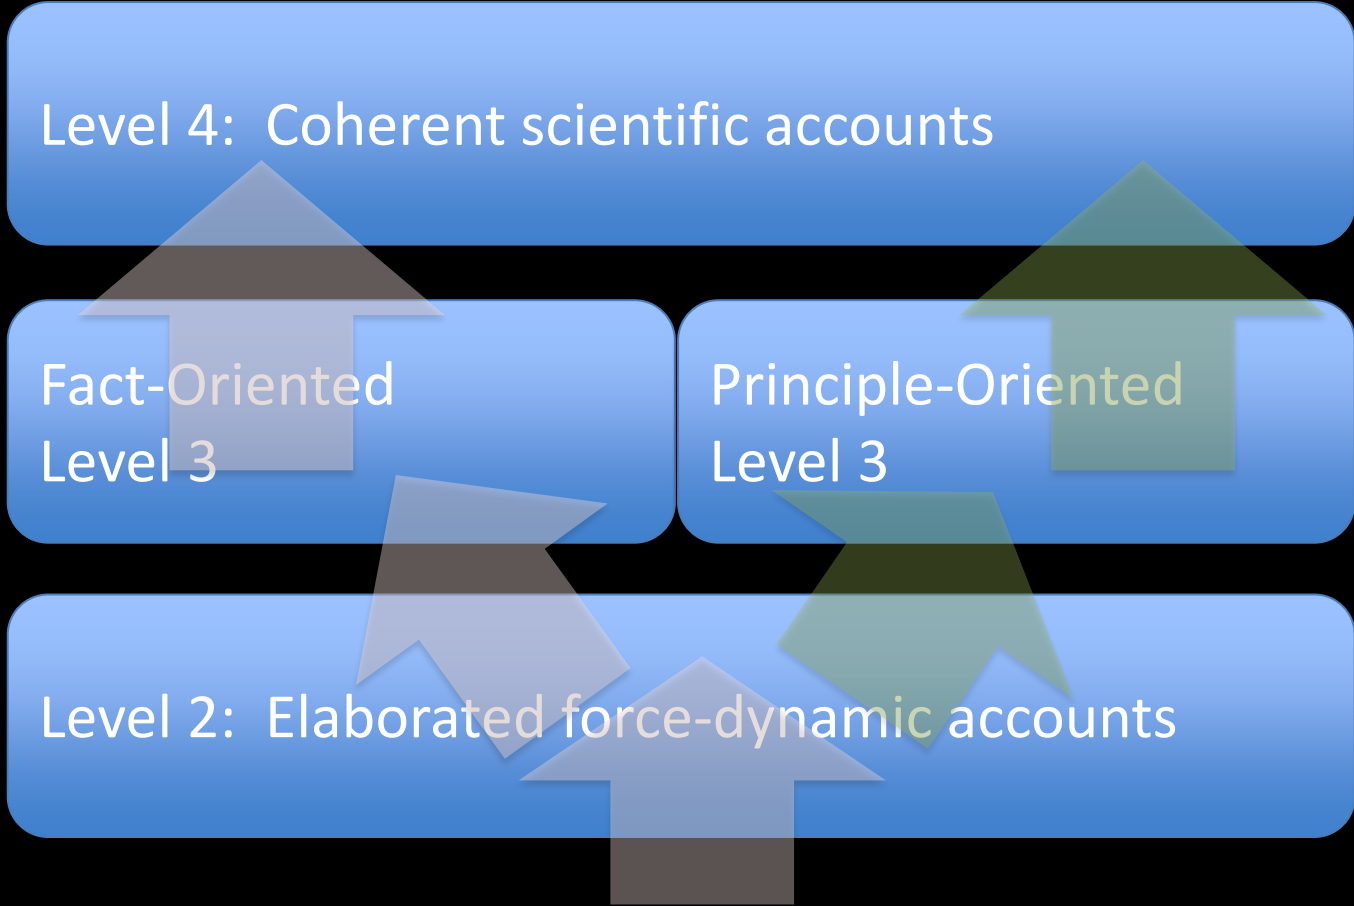 Level 4:  Coherent scientific accounts
Fact-Oriented
Level 3
Principle-Oriented
Level 3
Level 2:  Elaborated force-dynamic accounts